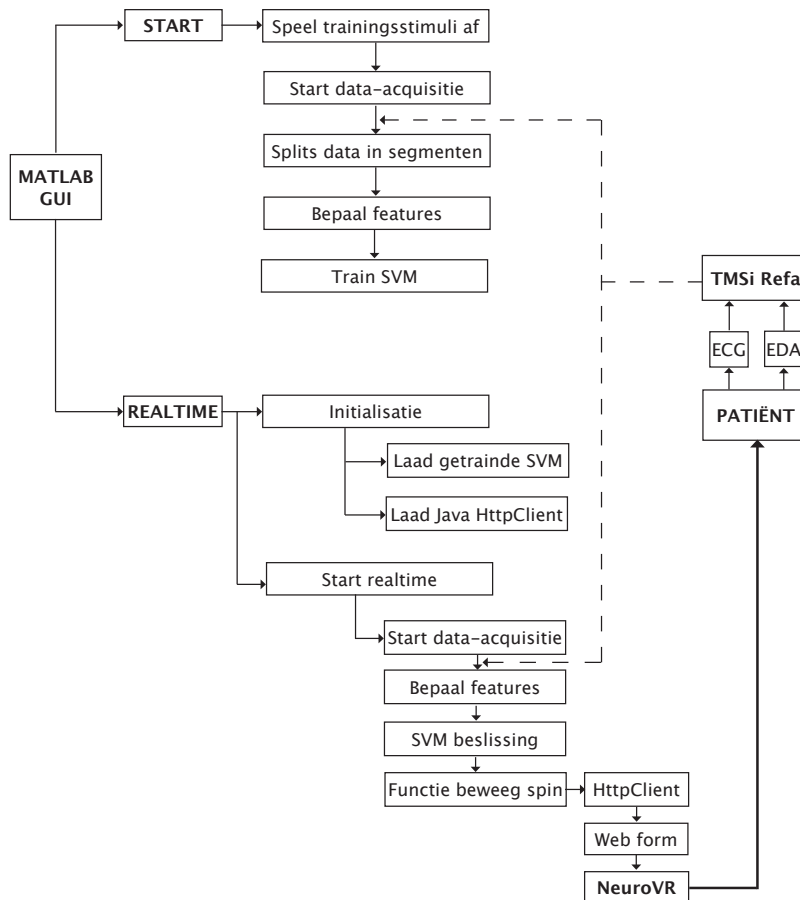 START
Speel trainingsstimuli af
Start data-acquisitie
Splits data in segmenten
MATLAB
GUI
Bepaal features
Train SVM
TMSi Refa
ECG
EDA
PATIËNT
REALTIME
Initialisatie
Laad getrainde SVM
Laad Java HttpClient
Start realtime
Start data-acquisitie
Bepaal features
SVM beslissing
Functie beweeg spin
HttpClient
Web form
NeuroVR